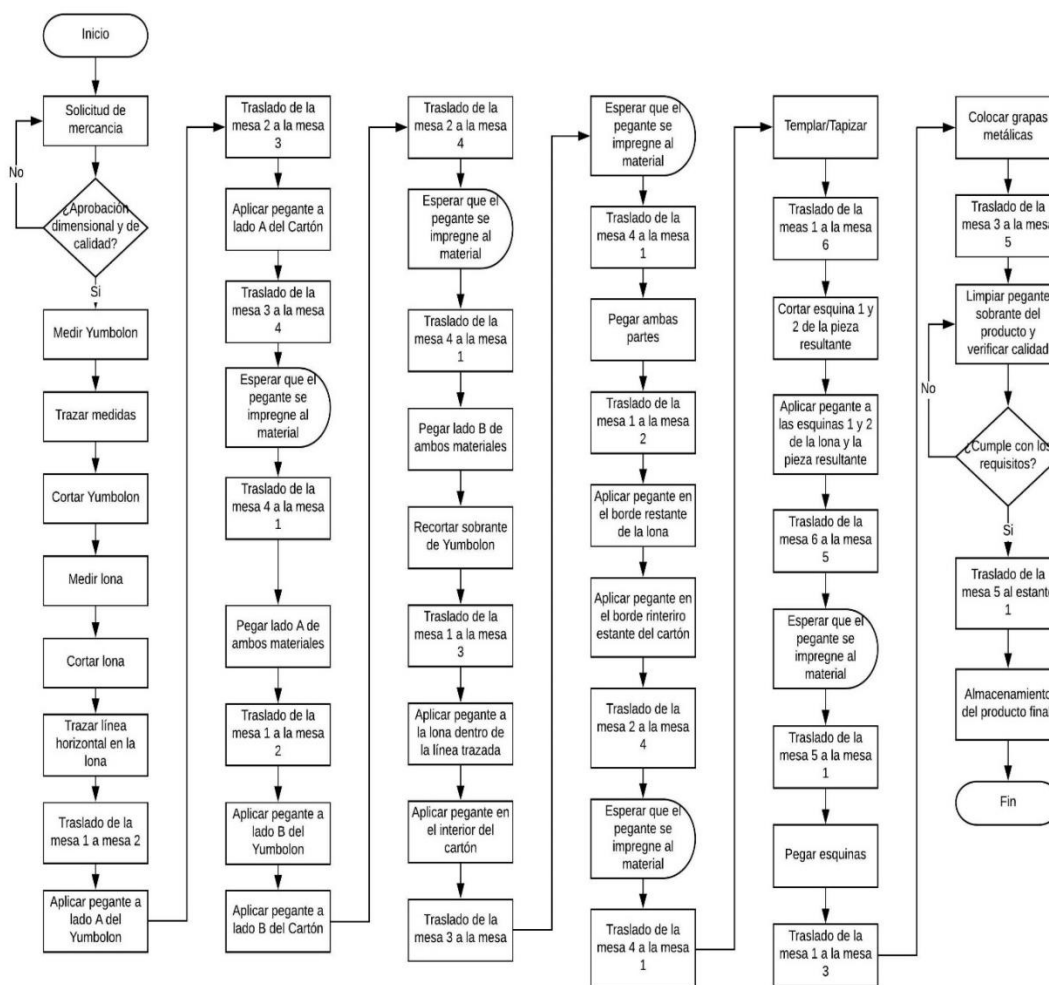 Inicio
Solicitud de
mercancia
No
¿Aprobación
dimensional y de
calidad?
Si
Medir Yumbolon
Trazar medidas
Cortar Yumbolon
Medir lona
Cortar lona
Trazar línea
horizontal en la
lona
Traslado de la
mesa 1 a mesa 2
Aplicar pegante a
lado A del
Yumbolon
Traslado de la
mesa 2 a la mesa
3
Aplicar pegante a
lado A del Cartón
Traslado de la
mesa 3 a la mesa
4
Esperar que el
pegante se
impregne al
material
Traslado de la
mesa 4 a la mesa
1
Pegar lado A de
ambos materiales
Traslado de la
mesa 1 a la mesa
2
Aplicar pegante a
lado B del
Yumbolon
Aplicar pegante a
lado B del Cartón
Traslado de la
mesa 2 a la mesa
4
Esperar que el
pegante se
impregne al
material
Traslado de la
mesa 4 a la mesa
1
Pegar lado B de
ambos materiales
Recortar sobrante
de Yumbolon
Traslado de la
mesa 1 a la mesa
3
Aplicar pegante a
la lona dentro de
la línea trazada
Aplicar pegante en
el interior del
cartón
Traslado de la
mesa 3 a la mesa
Esperar que el
pegante se
impregne al
material
Traslado de la
mesa 4 a la mesa
1
Pegar ambas
partes
Traslado de la
mesa 1 a la mesa
2
Aplicar pegante en
el borde restante
de la lona
Aplicar pegante en
el borde rinteriro
estante del cartón
Traslado de la
mesa 2 a la mesa
4
Esperar que el
pegante se
impregne al
material
Traslado de la
mesa 4 a la mesa
1
Templar/Tapizar
Traslado de la
meas 1 a la mesa
6
Cortar esquina 1 y
2 de la pieza
resultante
Aplicar pegante a
las esquinas 1 y 2
de la lona y la
pieza resultante
Traslado de la
mesa 6 a la mesa
5
Esperar que el
pegante se
impregne al
material
Traslado de la
mesa 5 a la mesa
1
Pegar esquinas
Traslado de la
mesa 1 a la mesa
3
Colocar grapas
metálicas
Traslado de la
mesa 3 a la mesa
5
Limpiar pegante
sobrante del
producto y
verificar calidad
No
¿Cumple con los
requisitos?
Si
Traslado de la
mesa 5 al estante
1
Almacenamiento
del producto final
Fin